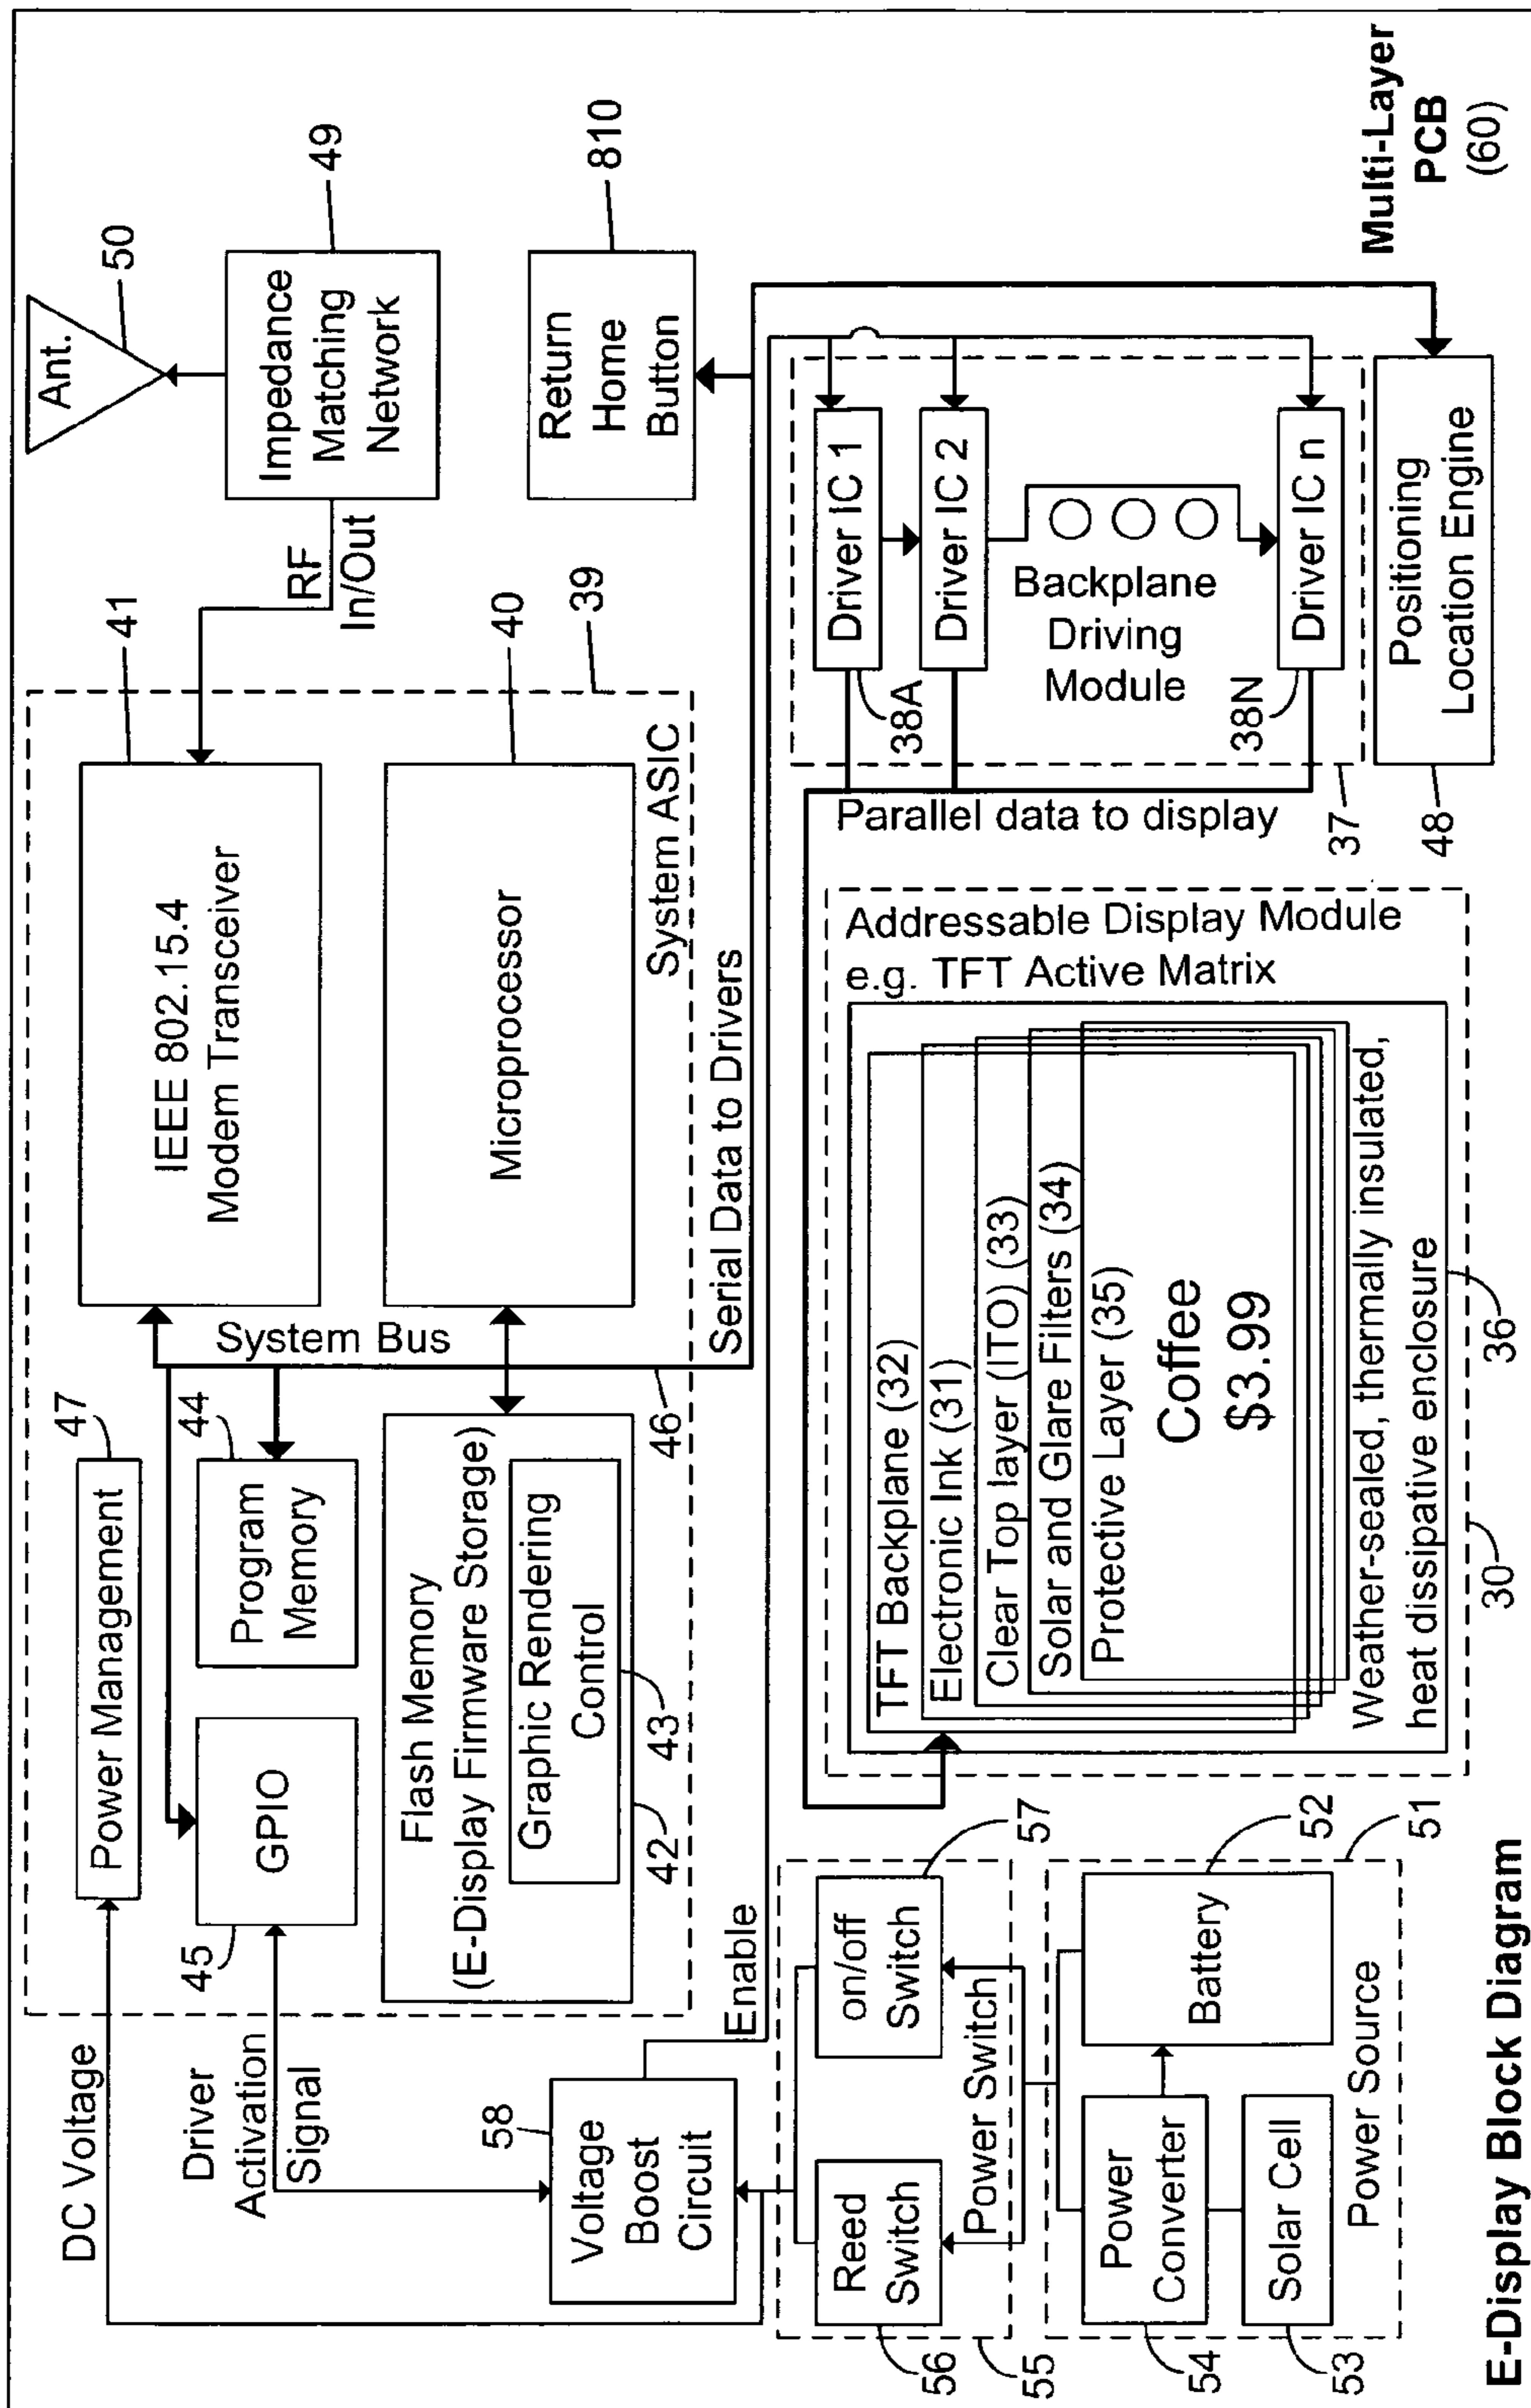 DC Voltage
Driver
Activation
Signal
47
Power Management
45
GPIO
44
Program
Memory
Flash Memory
(E-Display Firmware Storage)
Graphic Rendering
Control
42
43
46
System Bus
41
IEEE 802.15.4
Modem Transceiver
40
Microprocessor
System ASIC
39
RF
In/Out
Ant.
50
49
Impedance
Matching
Network
810
Return
Home
Button
58
Voltage
Boost
Circuit
Enable
Serial Data to Drivers
Reed
Switch
on/off
Switch
Power Switch
56
55
57
Power
Converter
Solar Cell
Battery
Power Source
54
53
52
51
Addressable Display Module
e.g. TFT Active Matrix
TFT Backplane (32)
Electronic Ink (31)
Clear Top layer (ITO) (33)
Solar and Glare Filters (34)
Protective Layer (35)
Coffee
$3.99
Weather-sealed, thermally insulated,
heat dissipative enclosure
30
36
Parallel data to display
Driver IC 1
38A
Driver IC 2
Backplane
Driving
Module
38N
Driver IC n
37
48
Positioning
Location Engine
Multi-Layer
PCB
(60)
E-Display Block Diagram